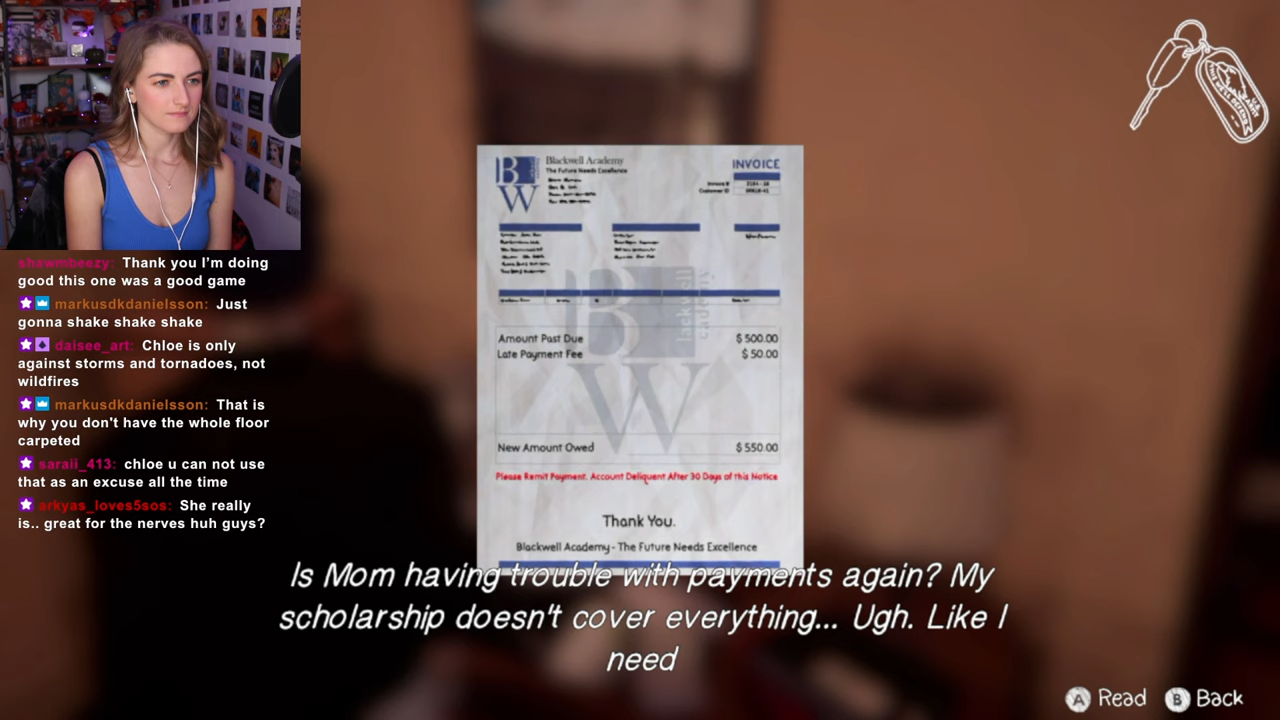 shawmbeezy: Thank you I'm doing
good this one was a good game
markusdkdanielsson: Just
gonna shake shake shake
daisee_art: Chloe is only
against storms and tornadoes, not
wildfires
markusdkdanielsson: That is
why you don't have the whole floor
carpeted
saraii_413: chloe u can not use
that as an excuse all the time
arkyas_loves5sos: She really
is.. great for the nerves huh guys?
B
W
Blackwell Academy
The Future Needs Excellence
INVOICE
Invoice #
Customer ID
Amount Past Due $ 500.00
Late Payment Fee $ 50.00
New Amount Owed $ 550.00
Please Remit Payment. Account Deliquent After 30 Days of this Notice
Thank You.
Blackwell Academy - The Future Needs Excellence
Is Mom having trouble with payments again? My
scholarship doesn't cover everything... Ugh. Like I
need
A Read B Back